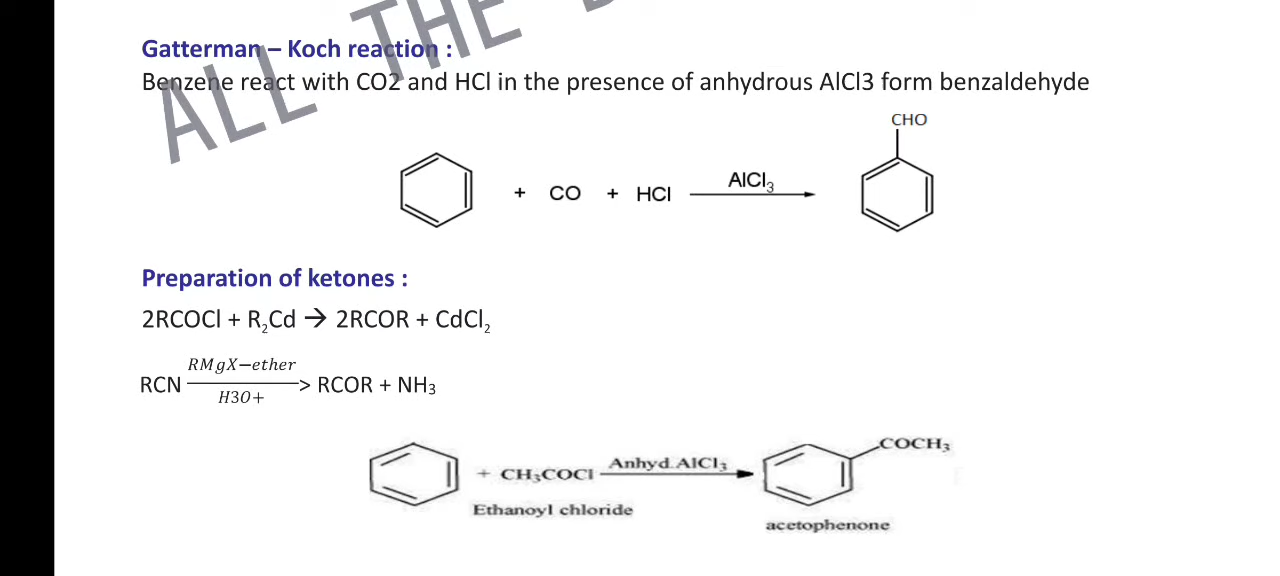 ALL THE
Gatterman – Koch reaction :
Benzene react with CO2 and HCl in the presence of anhydrous AlCl3 form benzaldehyde
CHO
+ CO + HCl AlCl₃
Preparation of ketones :
2RCOCl + R₂Cd → 2RCOR + CdCl₂
RMgX−ether
RCN ———> RCOR + NH₃
H3O+
COCH₃
+ CH₃COCl Anhyd.AlCl₃
Ethanoyl chloride
acetophenone